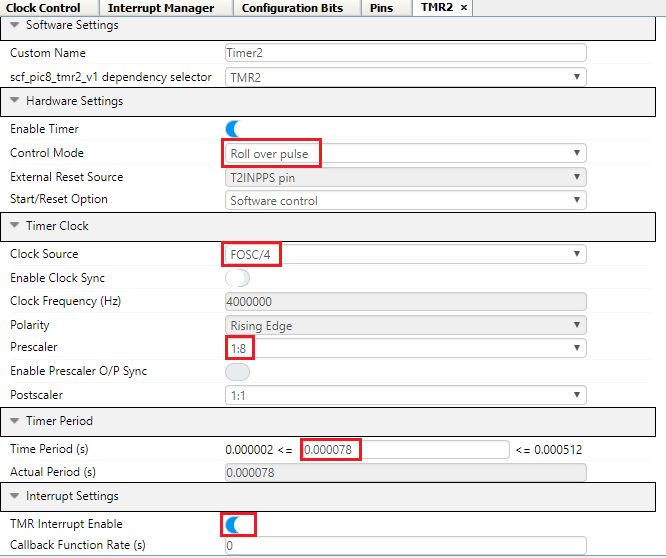 Clock Control Interrupt Manager Configuration Bits Pins TMR2 ×
Software Settings
Custom Name Timer2
scf_pic8_tmr2_v1 dependency selector TMR2
Hardware Settings
Enable Timer
Control Mode Roll over pulse
External Reset Source T2INPPS pin
Start/Reset Option Software control
Timer Clock
Clock Source FOSC/4
Enable Clock Sync
Clock Frequency (Hz) 4000000
Polarity Rising Edge
Prescaler 1:8
Enable Prescaler O/P Sync
Postscaler 1:1
Timer Period
Time Period (s) 0.000002 <= 0.000078 <= 0.000512
Actual Period (s) 0.000078
Interrupt Settings
TMR Interrupt Enable
Callback Function Rate (s) 0